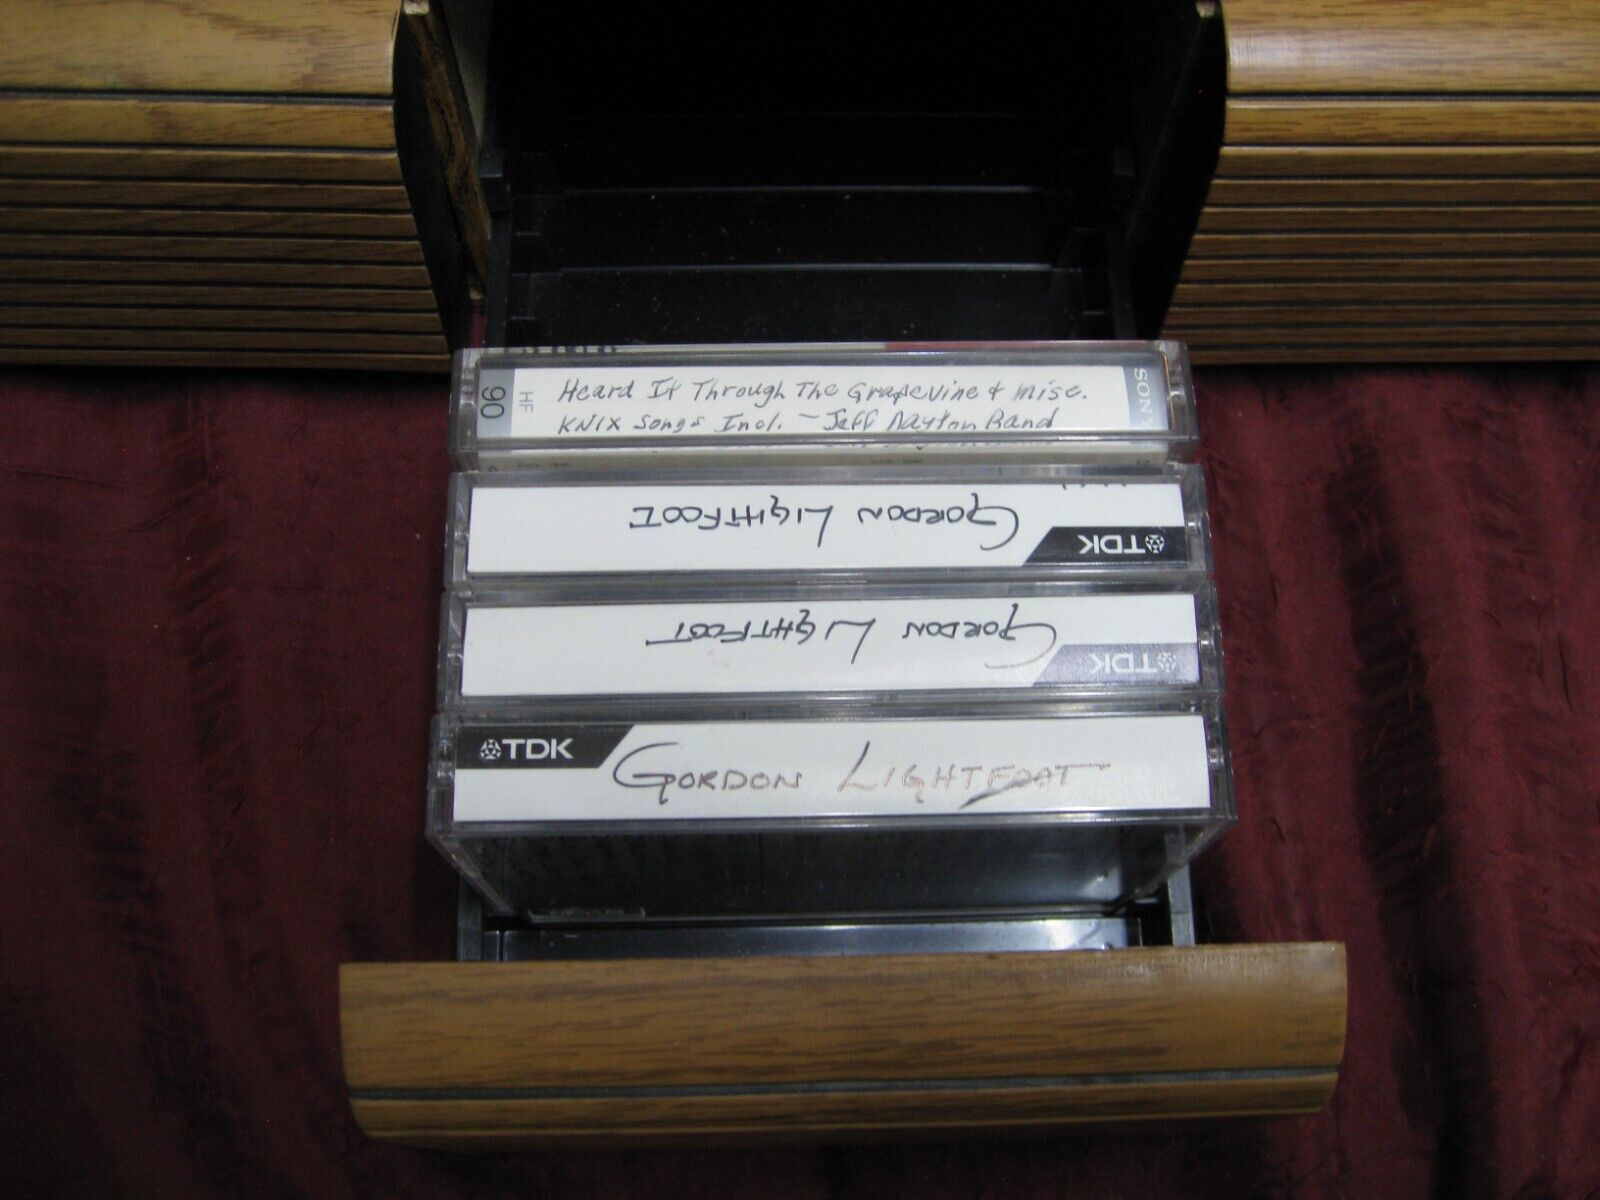 90 HF Heard It Through The Grapevine & Misc. SONY
KNIX Songs Incl. ~ Jeff Dayton Band
GORDON LIGHTFOOT
TDK
GORDON LIGHTFOOT
TDK
TDK GORDON LIGHTFOOT